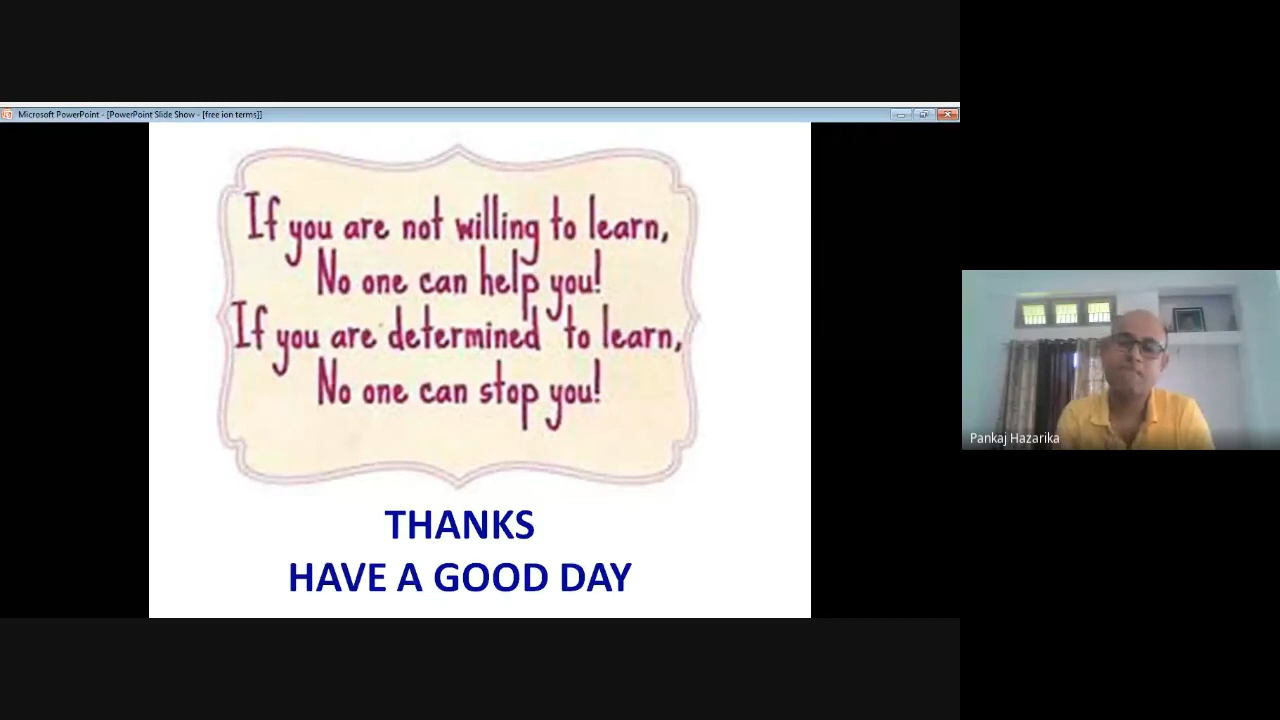 Microsoft PowerPoint - [PowerPoint Slide Show - [free ion terms]]
If you are not willing to learn,
No one can help you!
If you are determined to learn,
No one can stop you!
THANKS
HAVE A GOOD DAY
Pankaj Hazarika